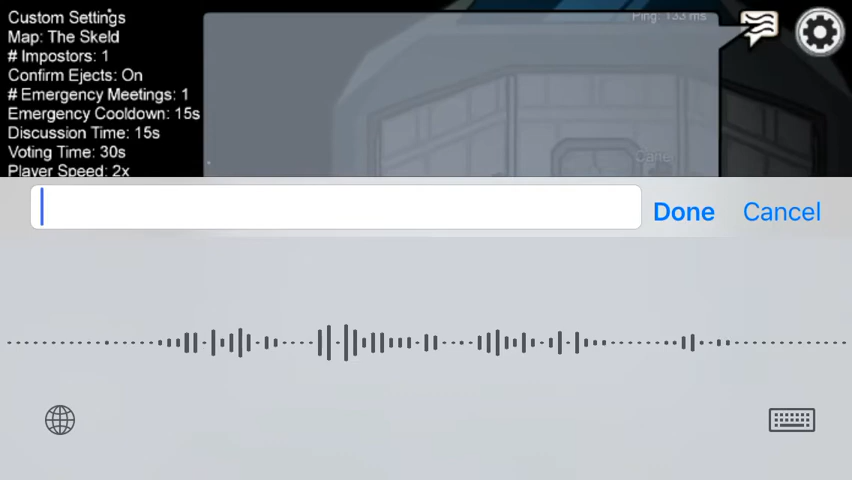 Custom Settings
Map: The Skeld
# Impostors: 1
Confirm Ejects: On
# Emergency Meetings: 1
Emergency Cooldown: 15s
Discussion Time: 15s
Voting Time: 30s
Player Speed: 2x
Ping: 133 ms
Done
Cancel